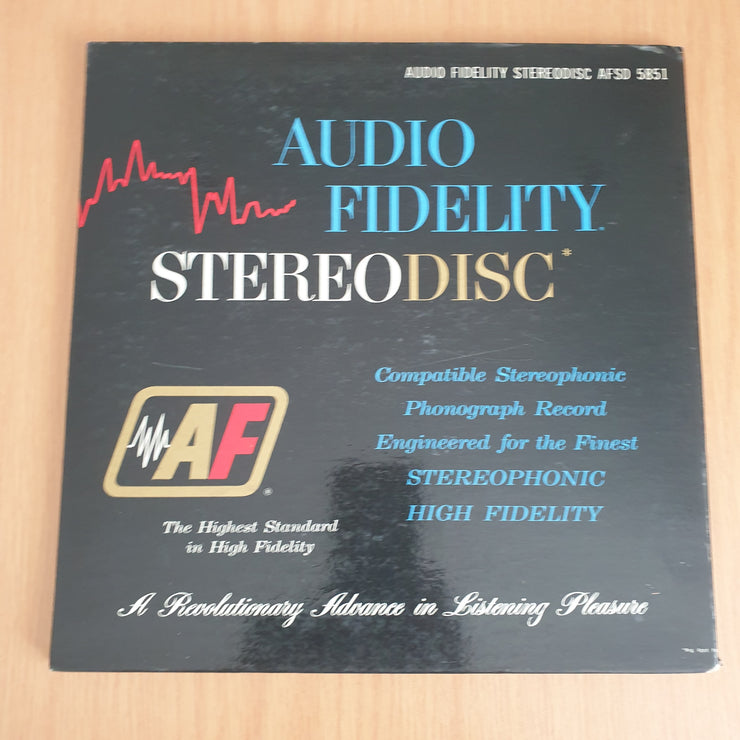 AUDIO FIDELITY STEREODISC AFSD 5851
AUDIO
FIDELITY®
STEREODISC*
Compatible Stereophonic
Phonograph Record
Engineered for the Finest
STEREOPHONIC
HIGH FIDELITY
AF®
The Highest Standard
in High Fidelity
A Revolutionary Advance in Listening Pleasure